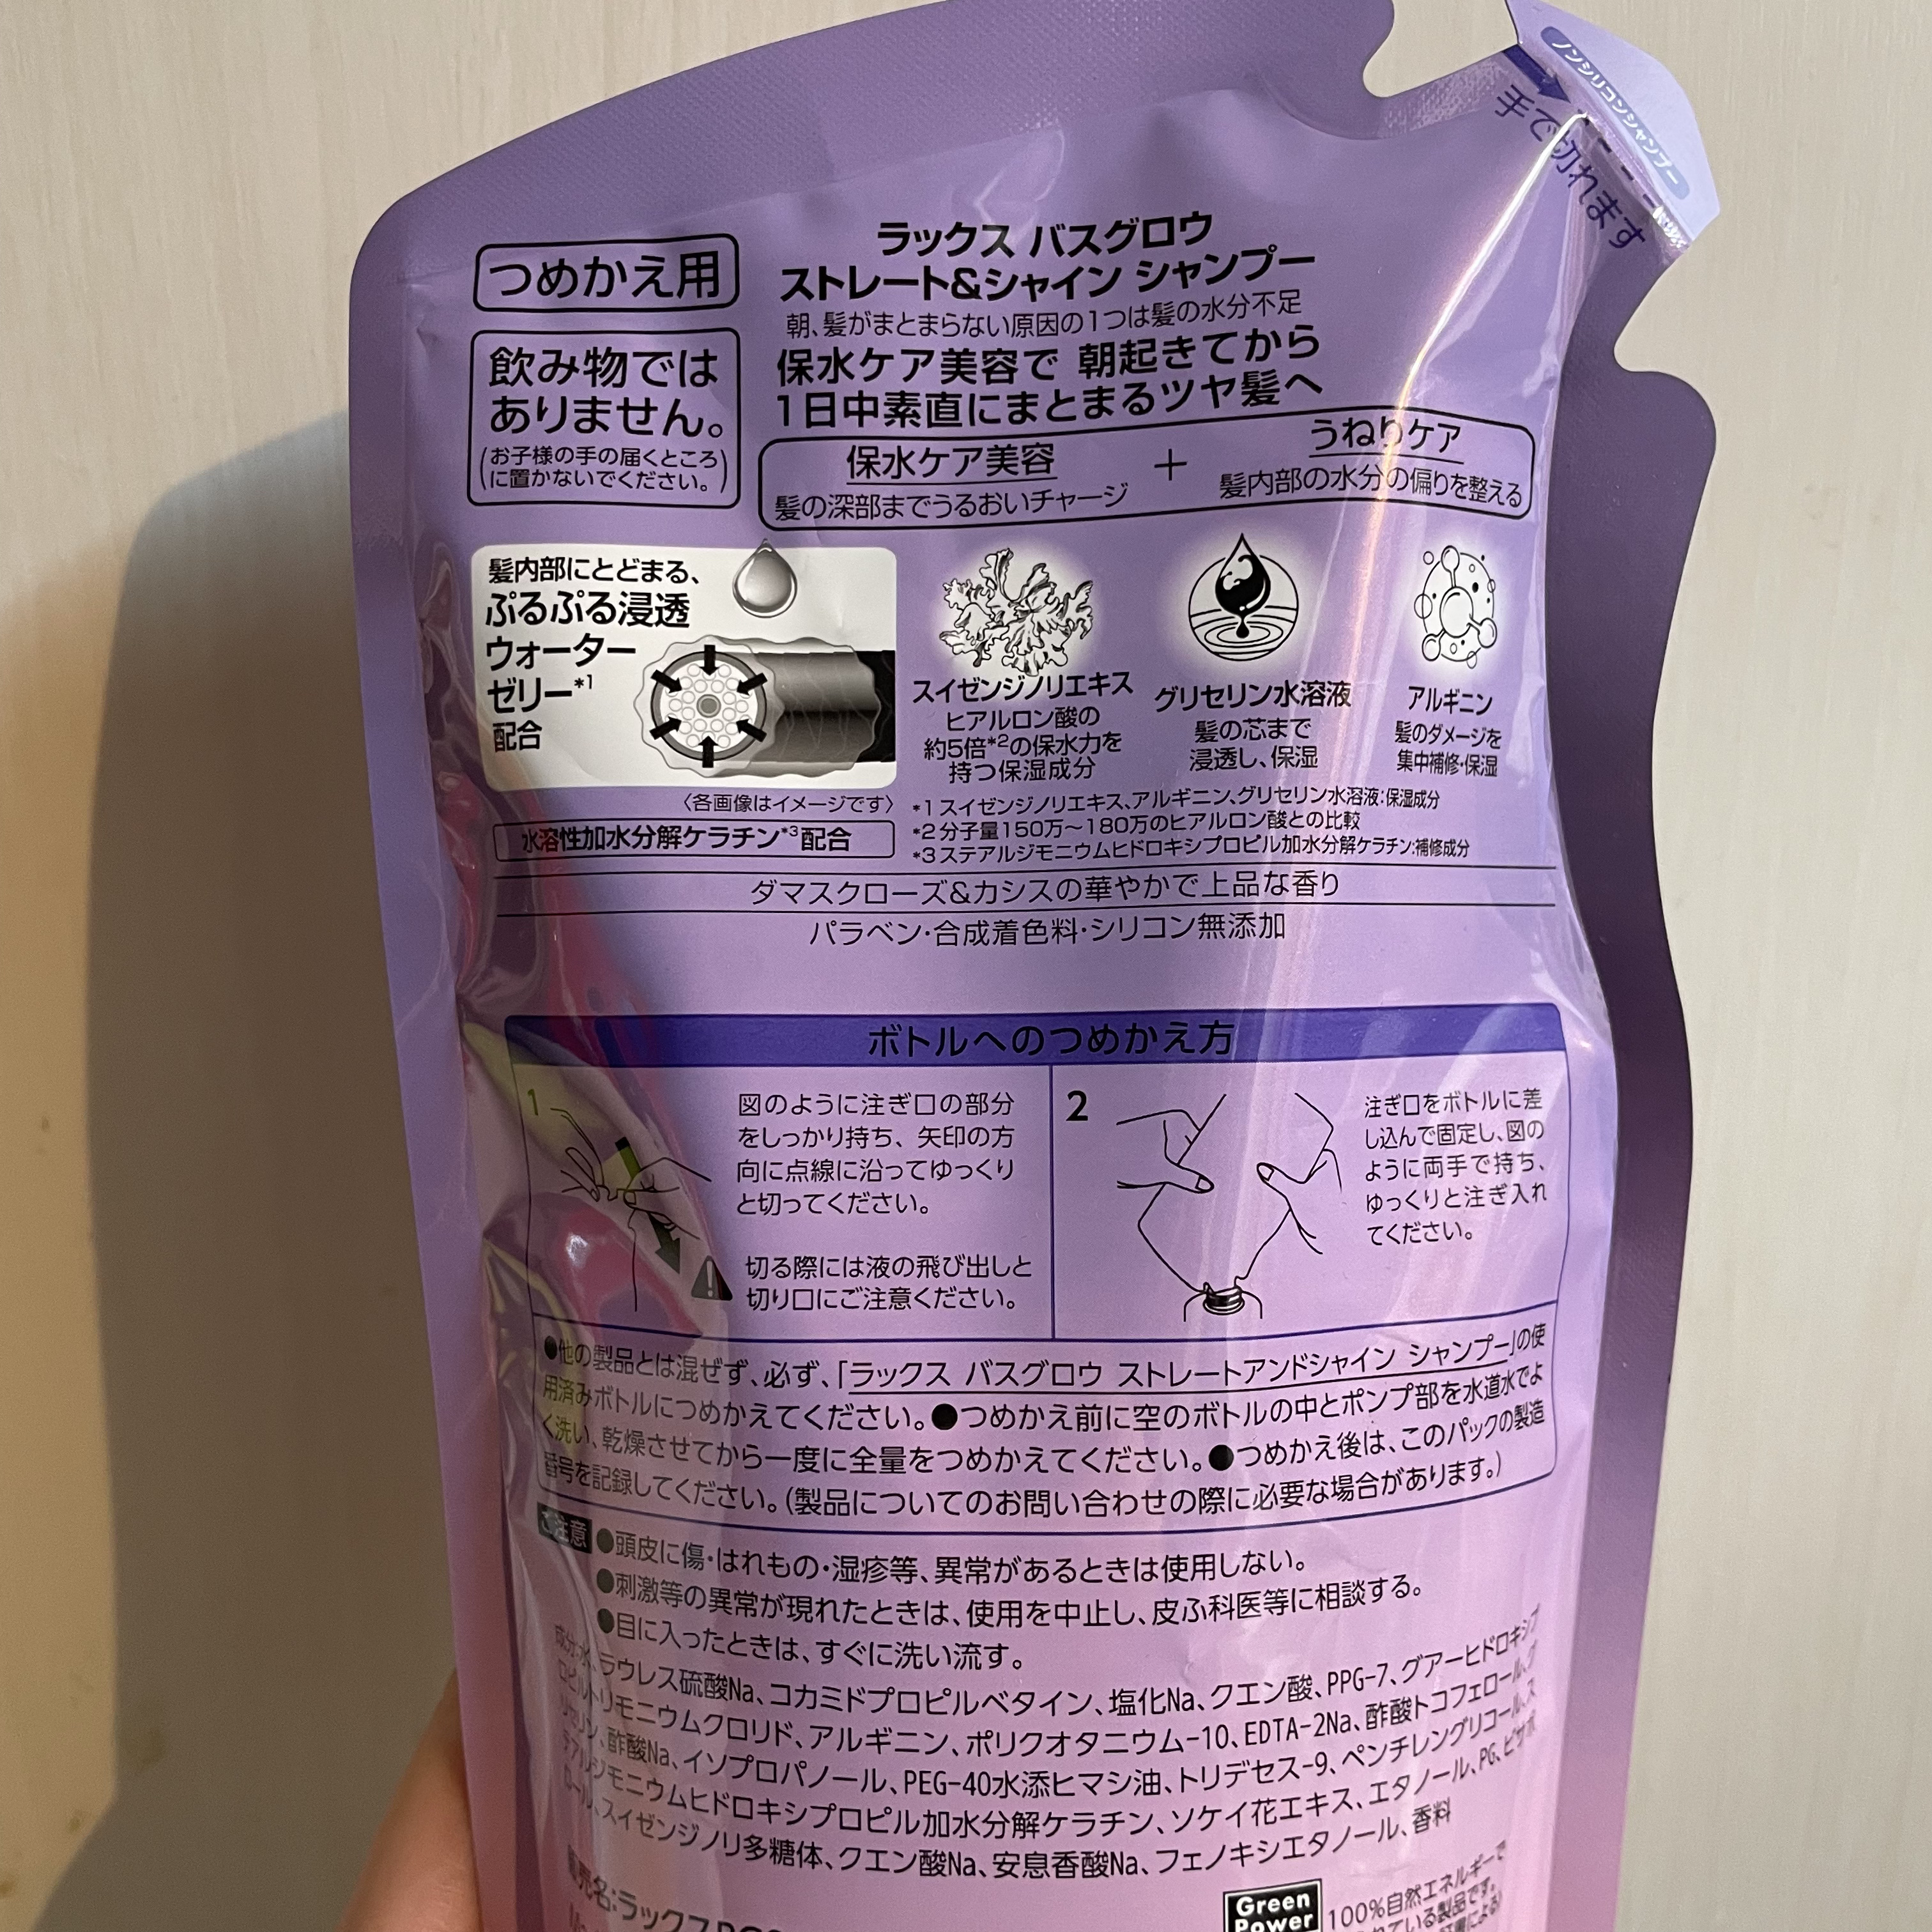 ノンシリコンシャンプー
手で切れます
つめかえ用
飲み物では
ありません。
(お子様の手の届くところ
に置かないでください。)
ラックス バスグロウ
ストレート&シャイン シャンプー
朝、髪がまとまらない原因の1つは髪の水分不足
保水ケア美容で 朝起きてから
1日中素直にまとまるツヤ髪へ
保水ケア美容
髪の深部までうるおいチャージ
+
うねりケア
髪内部の水分の偏りを整える
髪内部にとどまる、
ぷるぷる浸透
ウォーター
ゼリー*1
配合
〈各画像はイメージです〉
水溶性加水分解ケラチン*3配合
スイゼンジノリエキス
ヒアルロン酸の
約5倍*2の保水力を
持つ保湿成分
グリセリン水溶液
髪の芯まで
浸透し、保湿
アルギニン
髪のダメージを
集中補修・保湿
*1 スイゼンジノリエキス、アルギニン、グリセリン水溶液:保湿成分
*2 分子量150万〜180万のヒアルロン酸との比較
*3 ステアルジモニウムヒドロキシプロピル加水分解ケラチン:補修成分
ダマスクローズ&カシスの華やかで上品な香り
パラベン・合成着色料・シリコン無添加
ボトルへのつめかえ方
1
図のように注ぎ口の部分
をしっかり持ち、矢印の方
向に点線に沿ってゆっくり
と切ってください。
切る際には液の飛び出しと
切り口にご注意ください。
2
注ぎ口をボトルに差
し込んで固定し、図の
ように両手で持ち、
ゆっくりと注ぎ入れ
てください。
●他の製品とは混ぜず、必ず、「ラックス バスグロウ ストレートアンドシャイン シャンプー」の使
用済みボトルにつめかえてください。●つめかえ前に空のボトルの中とポンプ部を水道水でよ
く洗い、乾燥させてから一度に全量をつめかえてください。●つめかえ後は、このパックの製造
番号を記録してください。(製品についてのお問い合わせの際に必要な場合があります。)
ご注意
●頭皮に傷・はれもの・湿疹等、異常があるときは使用しない。
●刺激等の異常が現れたときは、使用を中止し、皮ふ科医等に相談する。
●目に入ったときは、すぐに洗い流す。
成分:水、ラウレス硫酸Na、コカミドプロピルベタイン、塩化Na、クエン酸、PPG-7、グアーヒドロキシプ
ロピルトリモニウムクロリド、アルギニン、ポリクオタニウム-10、EDTA-2Na、酢酸トコフェロール、グ
リセリン、酢酸Na、イソプロパノール、PEG-40水添ヒマシ油、トリデセス-9、ペンチレングリコール、ス
テアルジモニウムヒドロキシプロピル加水分解ケラチン、ソケイ花エキス、エタノール、PG、ビサボ
ロール、スイゼンジノリ多糖体、クエン酸Na、安息香酸Na、フェノキシエタノール、香料
販売名:ラックス
Green
Power
100%自然エネルギーで
れている製品です。